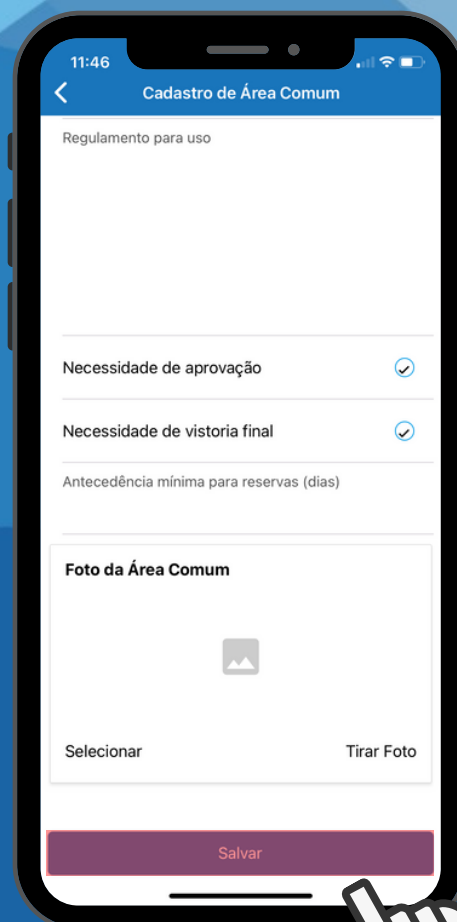 11:46
Cadastro de Área Comum
Regulamento para uso
Necessidade de aprovação
Necessidade de vistoria final
Antecedência mínima para reservas (dias)
Foto da Área Comum
Selecionar
Tirar Foto
Salvar